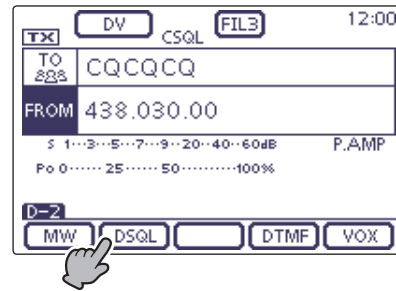 TX DV CSQL FIL3 12:00
TO CQCQCQ
FROM 438.030.00
S 1···3···5···7···9··20··40··60dB P.AMP
Po 0······25······50·········100%
D-2
MW DSQL DTMF VOX